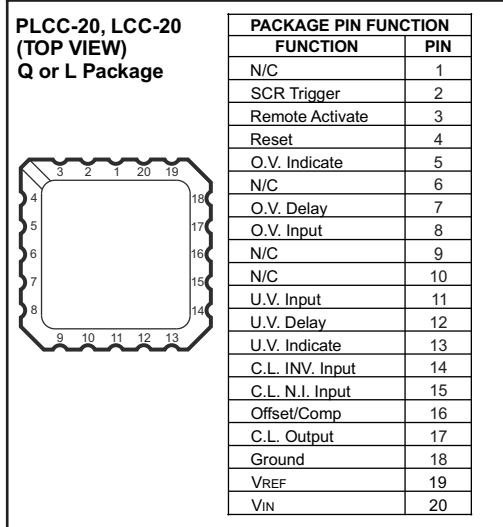 PLCC-20, LCC-20
(TOP VIEW)
Q or L Package
3 2 1 20 19
4 18
5 17
6 16
7 15
8 14
9 10 11 12 13
PACKAGE PIN FUNCTION
FUNCTION PIN
N/C 1
SCR Trigger 2
Remote Activate 3
Reset 4
O.V. Indicate 5
N/C 6
O.V. Delay 7
O.V. Input 8
N/C 9
N/C 10
U.V. Input 11
U.V. Delay 12
U.V. Indicate 13
C.L. INV. Input 14
C.L. N.I. Input 15
Offset/Comp 16
C.L. Output 17
Ground 18
VREF 19
VIN 20